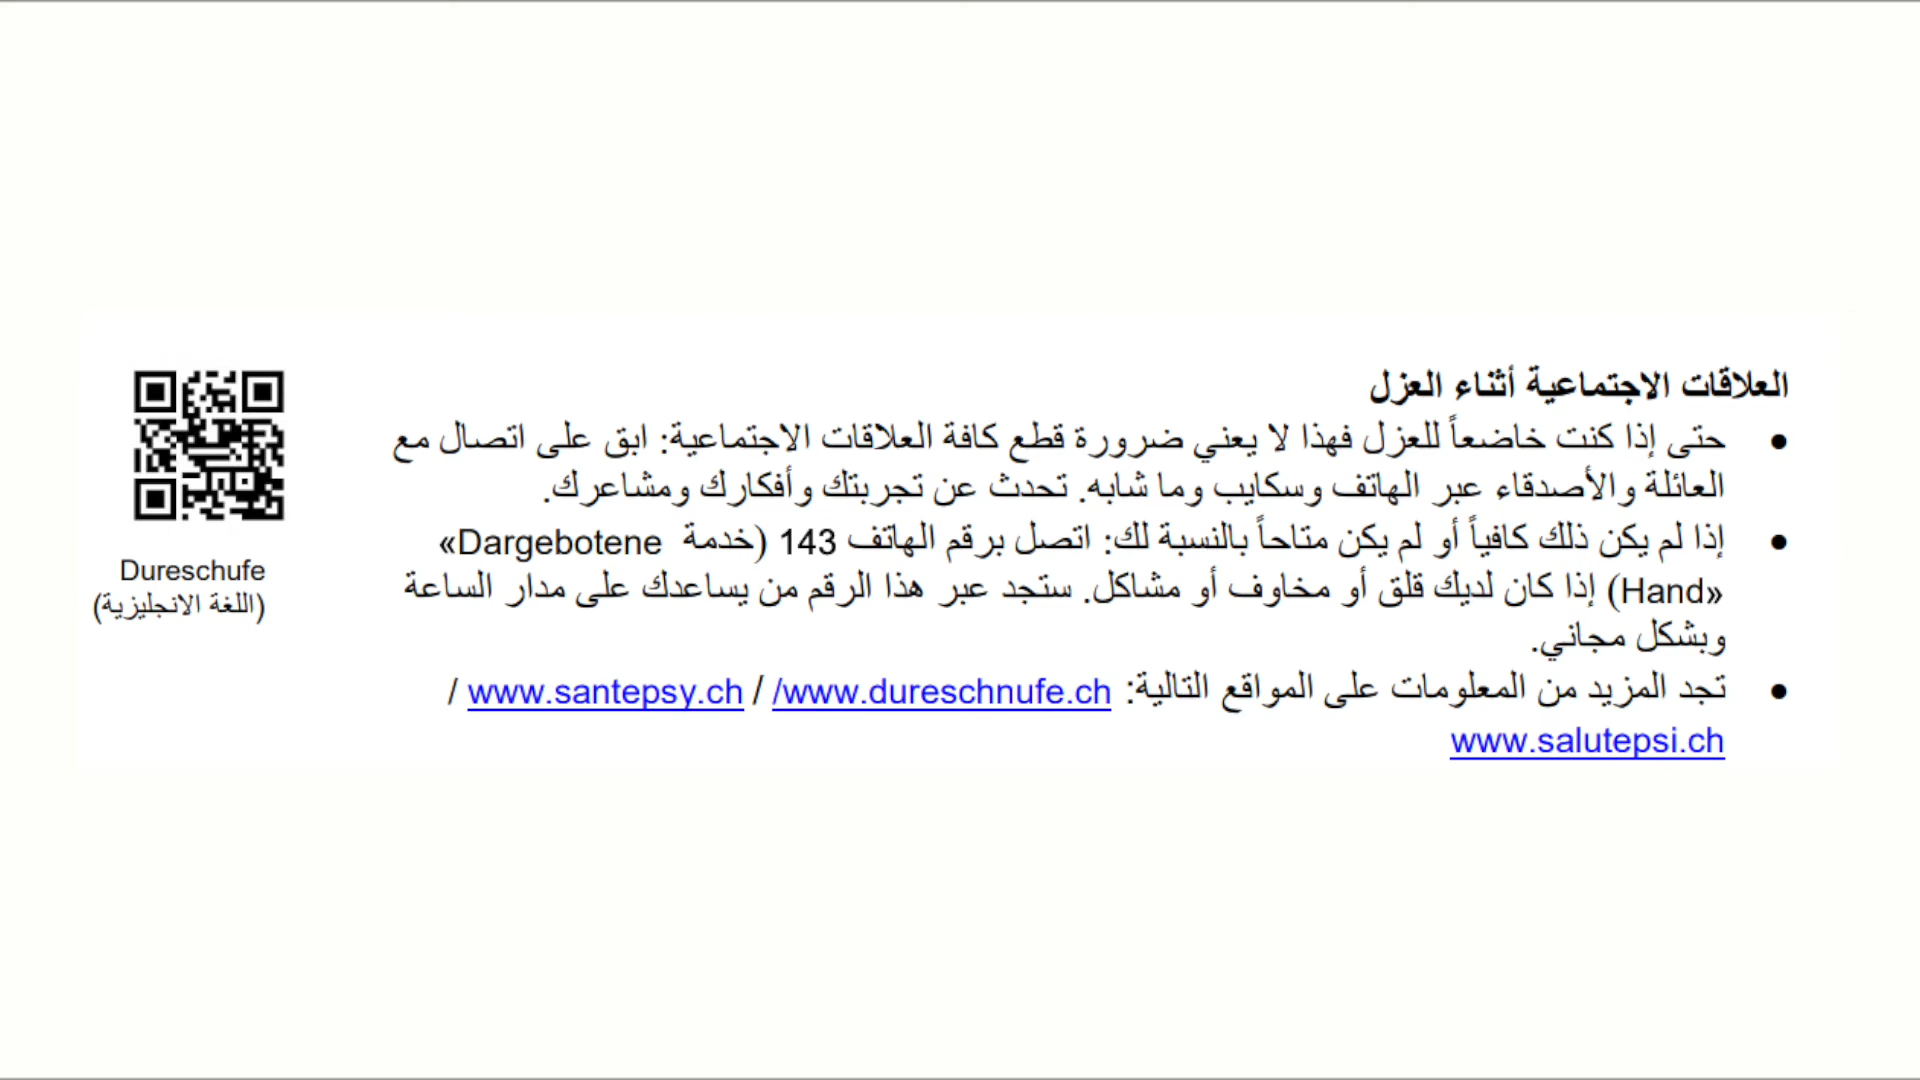 العلاقات الاجتماعية أثناء العزل
• حتى إذا كنت خاضعاً للعزل فهذا لا يعني ضرورة قطع كافة العلاقات الاجتماعية: ابق على اتصال مع
العائلة والأصدقاء عبر الهاتف وسكايب وما شابه. تحدث عن تجربتك وأفكارك ومشاعرك.
• إذا لم يكن ذلك كافياً أو لم يكن متاحاً بالنسبة لك: اتصل برقم الهاتف 143 (خدمة «Dargebotene
Hand») إذا كان لديك قلق أو مخاوف أو مشاكل. ستجد عبر هذا الرقم من يساعدك على مدار الساعة
وبشكل مجاني.
• تجد المزيد من المعلومات على المواقع التالية: www.dureschnufe.ch/ / www.santepsy.ch /
www.salutepsi.ch
Dureschufe
(اللغة الانجليزية)